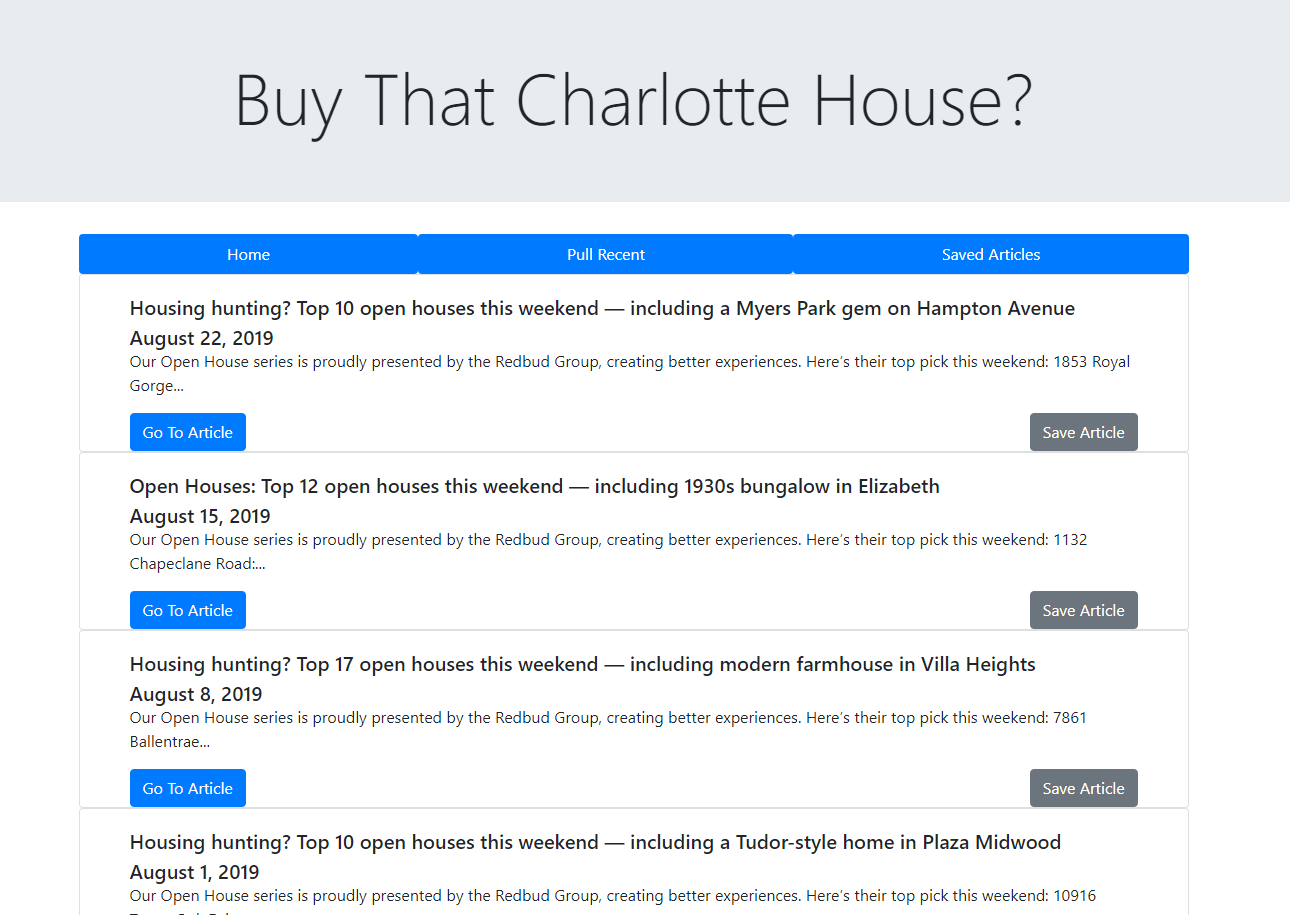 Buy That Charlotte House?
Home
Pull Recent
Saved Articles
Housing hunting? Top 10 open houses this weekend — including a Myers Park gem on Hampton Avenue
August 22, 2019
Our Open House series is proudly presented by the Redbud Group, creating better experiences. Here’s their top pick this weekend: 1853 Royal
Gorge...
Go To Article
Save Article
Open Houses: Top 12 open houses this weekend — including 1930s bungalow in Elizabeth
August 15, 2019
Our Open House series is proudly presented by the Redbud Group, creating better experiences. Here’s their top pick this weekend: 1132
Chapeclane Road:...
Go To Article
Save Article
Housing hunting? Top 17 open houses this weekend — including modern farmhouse in Villa Heights
August 8, 2019
Our Open House series is proudly presented by the Redbud Group, creating better experiences. Here’s their top pick this weekend: 7861
Ballentrae...
Go To Article
Save Article
Housing hunting? Top 10 open houses this weekend — including a Tudor-style home in Plaza Midwood
August 1, 2019
Our Open House series is proudly presented by the Redbud Group, creating better experiences. Here’s their top pick this weekend: 10916